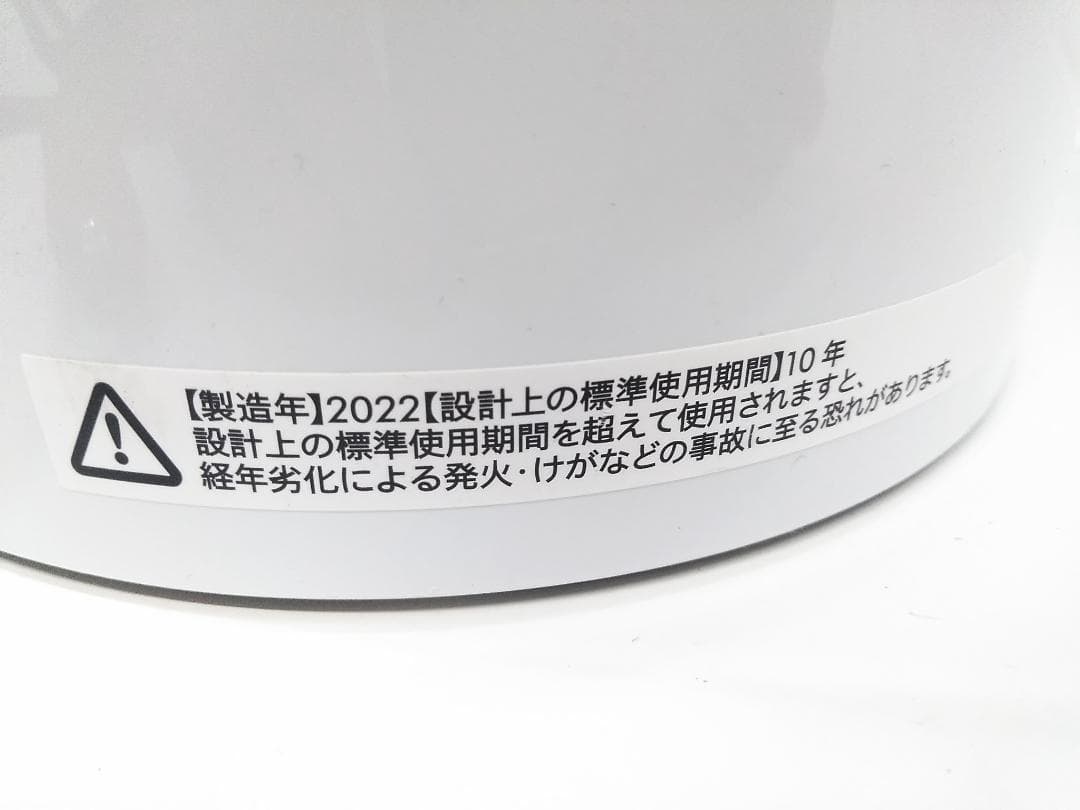 【製造年】2022【設計上の標準使用期間】10 年
設計上の標準使用期間を超えて使用されますと、
経年劣化による発火・けがなどの事故に至る恐れがあります。